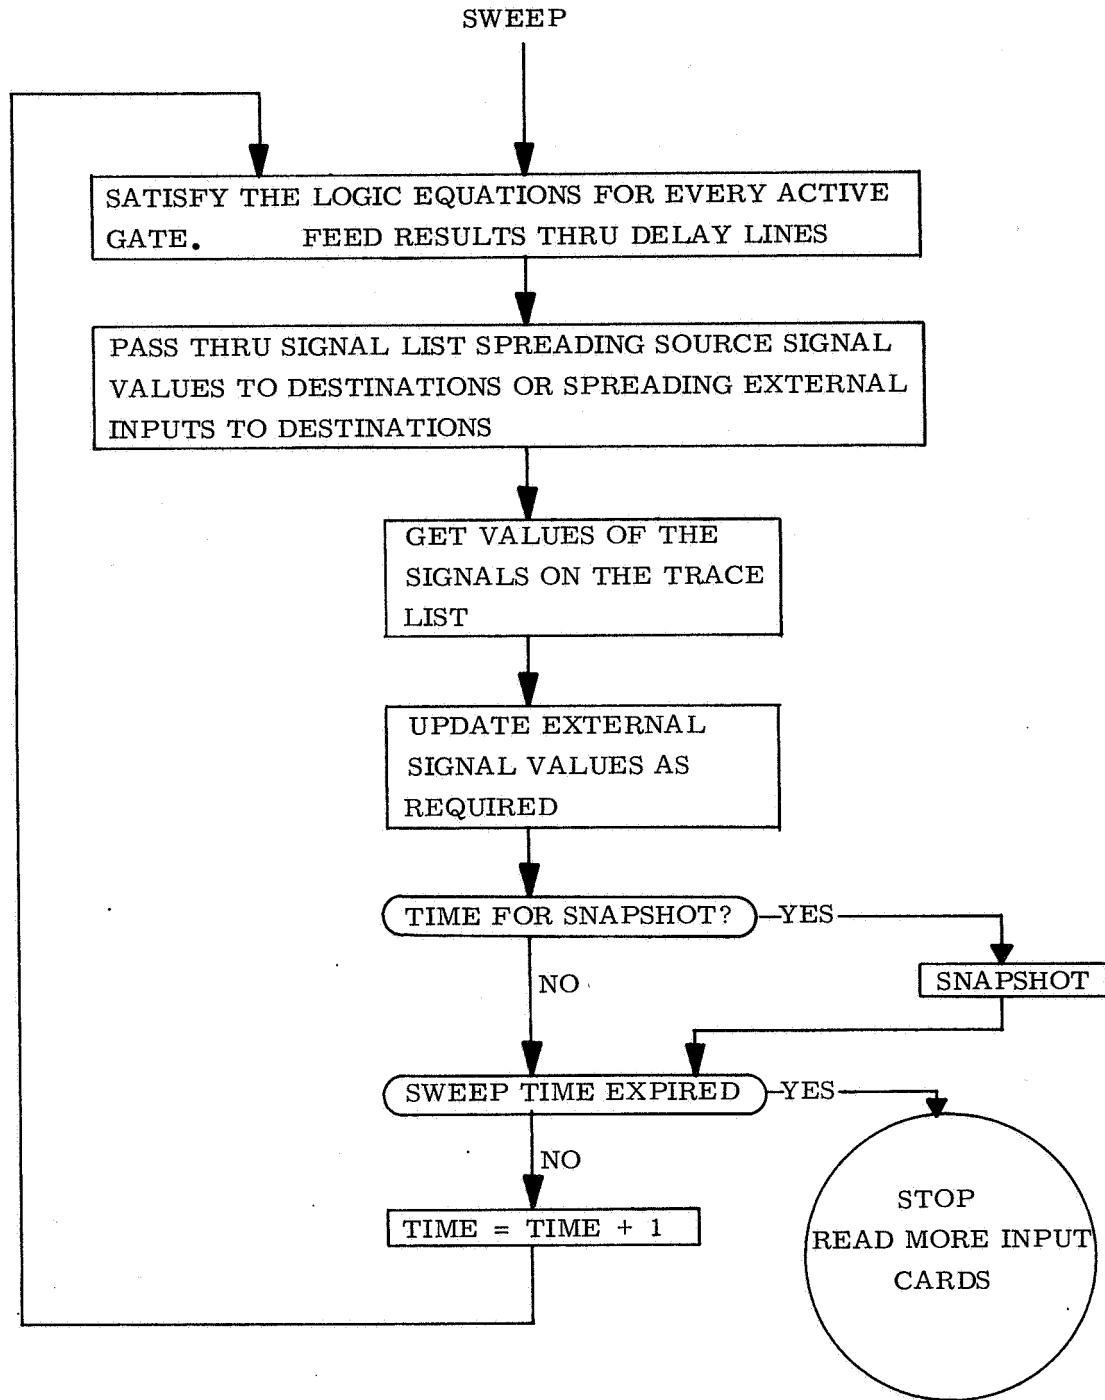 SWEEP
SATISFY THE LOGIC EQUATIONS FOR EVERY ACTIVE
GATE. FEED RESULTS THRU DELAY LINES
PASS THRU SIGNAL LIST SPREADING SOURCE SIGNAL
VALUES TO DESTINATIONS OR SPREADING EXTERNAL
INPUTS TO DESTINATIONS
GET VALUES OF THE
SIGNALS ON THE TRACE
LIST
UPDATE EXTERNAL
SIGNAL VALUES AS
REQUIRED
TIME FOR SNAPSHOT?
YES
NO
SNAPSHOT
SWEEP TIME EXPIRED
YES
NO
TIME = TIME + 1
STOP
READ MORE INPUT
CARDS